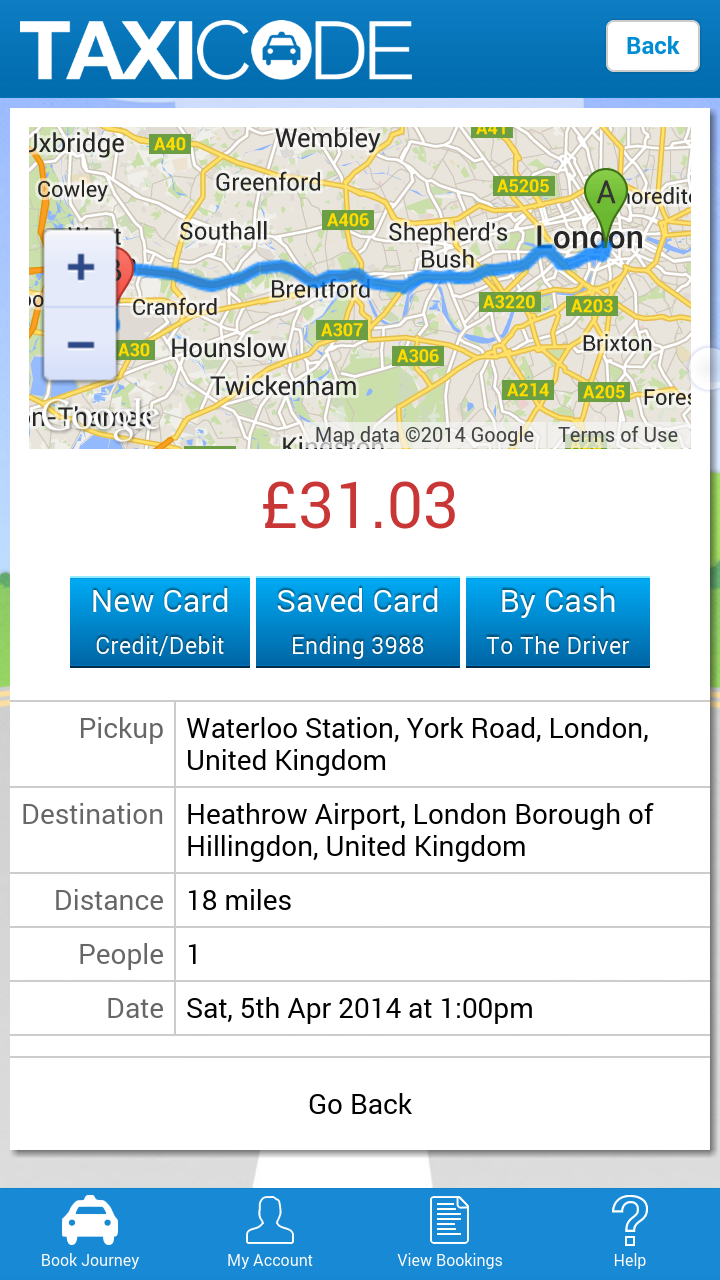 TAXICODE
Back
Uxbridge
A40
Wembley
A41
Cowley
Greenford
A5205
A
A406
Southall
Shepherd's
Bush
London
Brentford
Cranford
A3220
A203
A307
A30
Hounslow
A306
Brixton
Twickenham
A214
A205
Google
Map data ©2014 Google
Terms of Use
£31.03
New Card
Credit/Debit
Saved Card
Ending 3988
By Cash
To The Driver
Pickup
Waterloo Station, York Road, London,
United Kingdom
Destination
Heathrow Airport, London Borough of
Hillingdon, United Kingdom
Distance
18 miles
People
1
Date
Sat, 5th Apr 2014 at 1:00pm
Go Back
Book Journey
My Account
View Bookings
Help